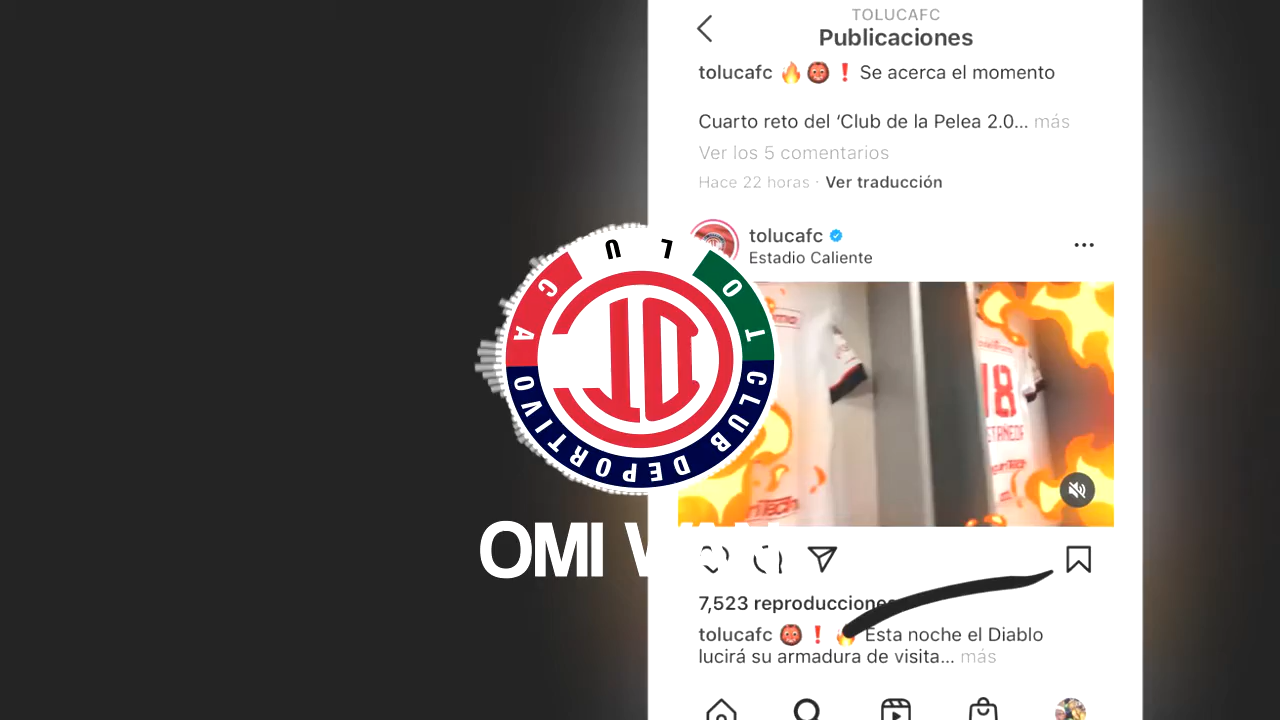 TOLUCAFC
Publicaciones
tolucafc 🔥👹❗ Se acerca el momento
Cuarto reto del ‘Club de la Pelea 2.0... más
Ver los 5 comentarios
Hace 22 horas · Ver traducción
tolucafc
Estadio Caliente
TOLUCA
CLUB DEPORTIVO
18
OMI
7,523 reproducciones
tolucafc 👹❗🔥 Esta noche el Diablo
lucirá su armadura de visita... más